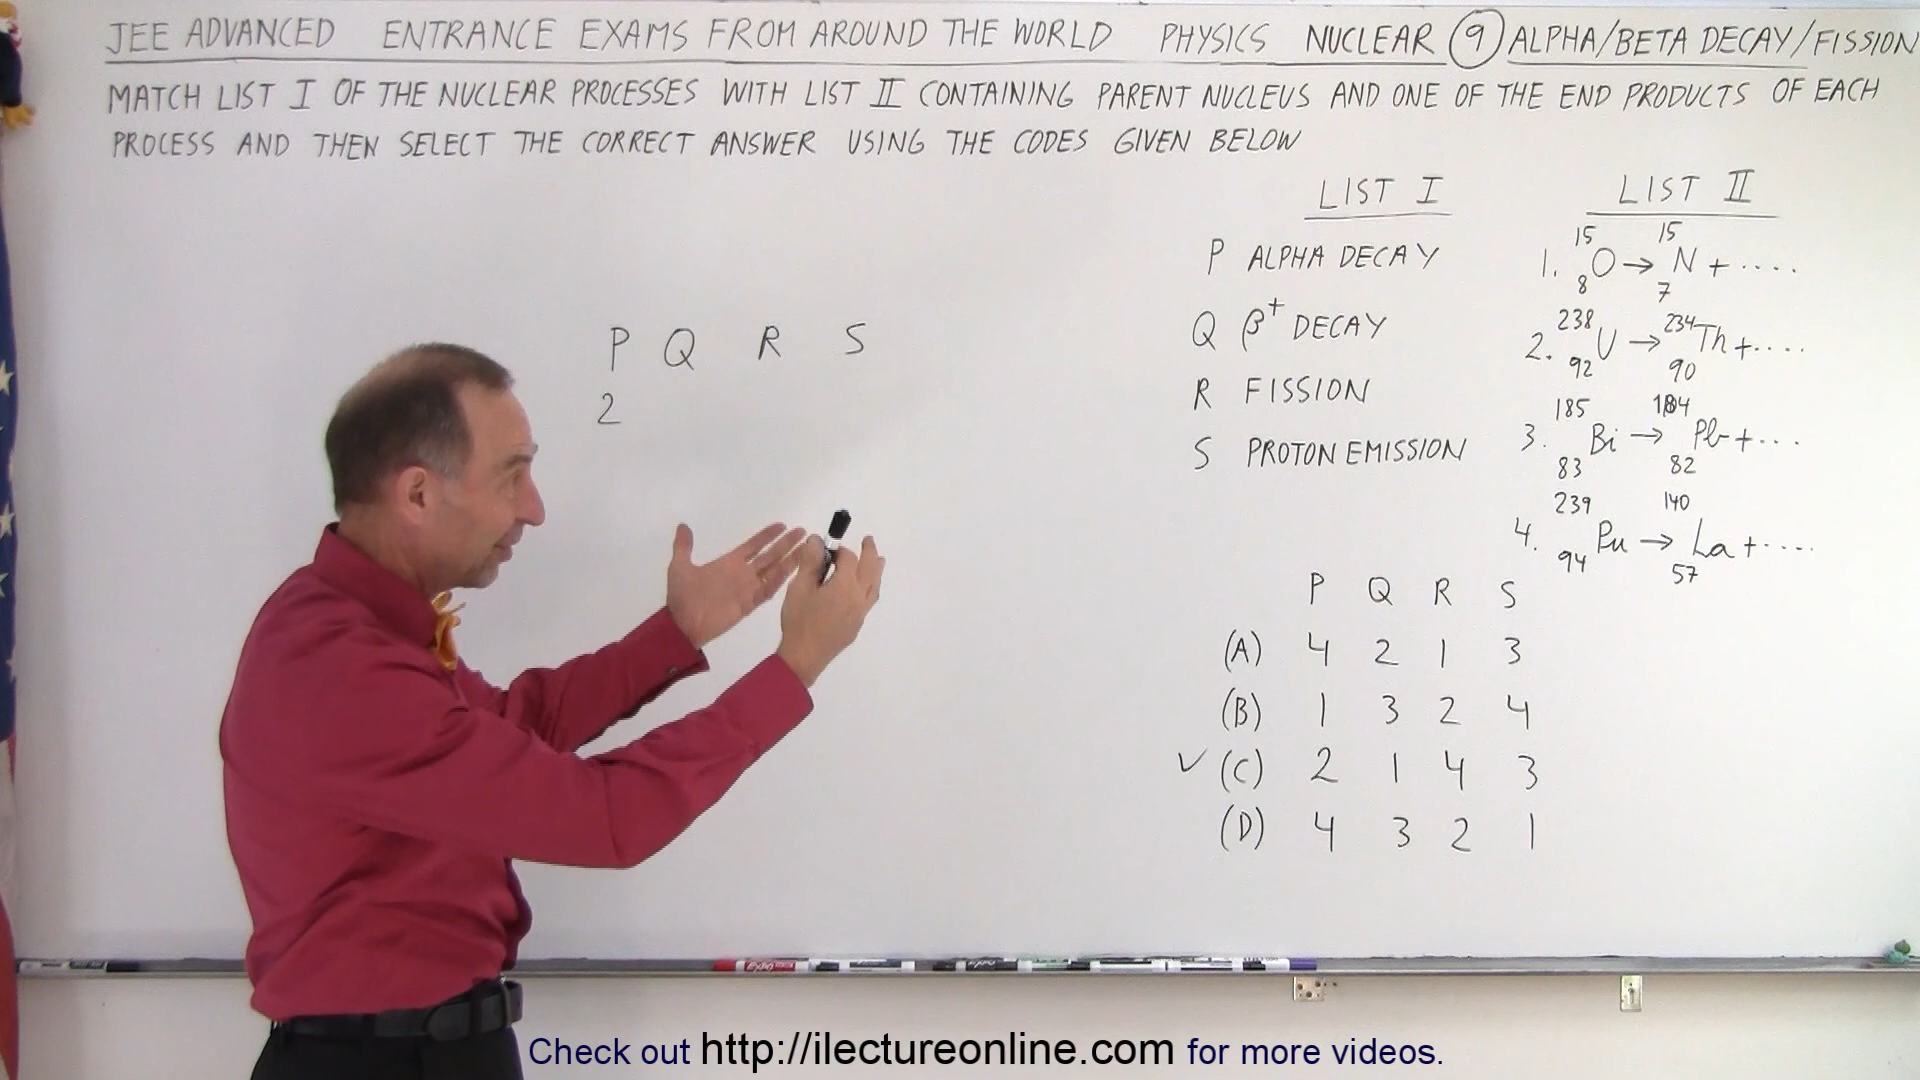 JEE ADVANCED ENTRANCE EXAMS FROM AROUND THE WORLD PHYSICS NUCLEAR 9 ALPHA/BETA DECAY/FISSION
MATCH LIST I OF THE NUCLEAR PROCESSES WITH LIST II CONTAINING PARENT NUCLEUS AND ONE OF THE END PRODUCTS OF EACH
PROCESS AND THEN SELECT THE CORRECT ANSWER USING THE CODES GIVEN BELOW
LIST I
P ALPHA DECAY
Q β⁺ DECAY
R FISSION
S PROTON EMISSION
LIST II
1. ¹⁵₈O → ¹⁵₇N + ....
2. ²³⁸₉₂U → ²³⁴₉₀Th + ....
3. ¹⁸⁵₈₃Bi → ¹⁸⁴₈₂Pb + ...
4. ²³⁹₉₄Pu → ¹⁴⁰₅₇La + ....
P Q R S
2
P Q R S
(A) 4 2 1 3
(B) 1 3 2 4
✓ (C) 2 1 4 3
(D) 4 3 2 1
Check out http://ilectureonline.com for more videos.